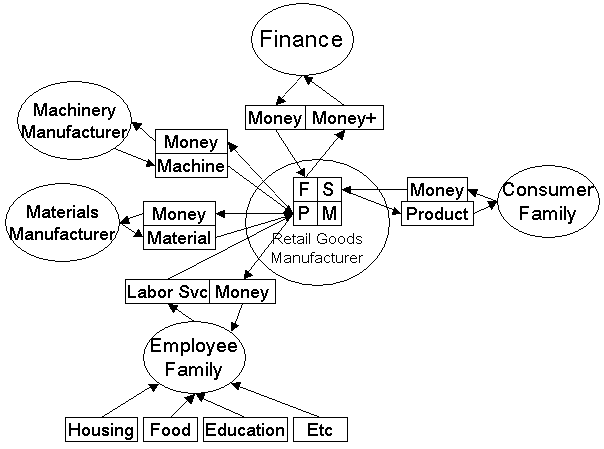 Finance
Money Money+
Machinery
Manufacturer
Money
Machine
F S
P M
Retail Goods
Manufacturer
Money
Product
Consumer
Family
Materials
Manufacturer
Money
Material
Labor Svc Money
Employee
Family
Housing Food Education Etc